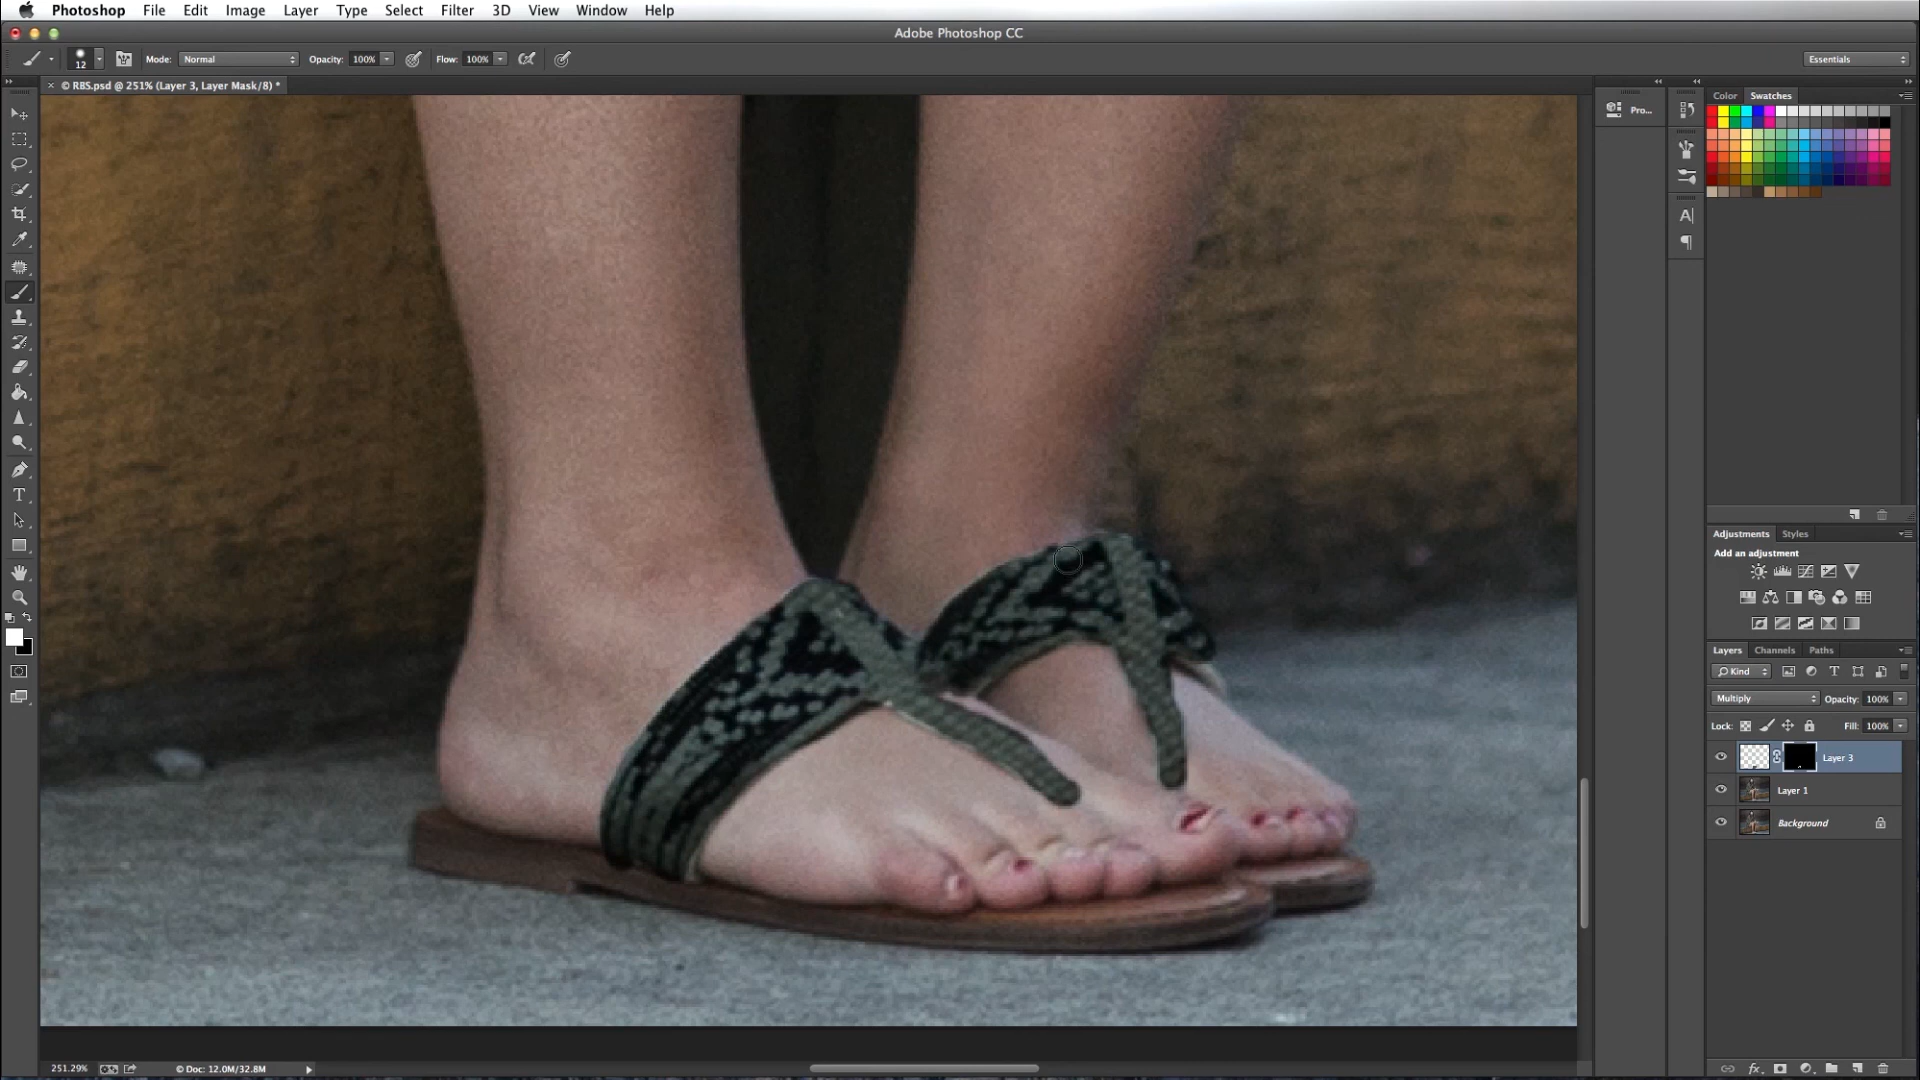 Photoshop File Edit Image Layer Type Select Filter 3D View Window Help
Adobe Photoshop CC
12 Mode: Normal Opacity: 100% Flow: 100% Essentials
× © RBS.psd @ 251% (Layer 3, Layer Mask/8) *
Pro...
Color Swatches
Adjustments Styles
Add an adjustment
Layers Channels Paths
Kind
Multiply Opacity: 100%
Lock: Fill: 100%
Layer 3
Layer 1
Background
251.29% © Doc: 12.0M/32.8M